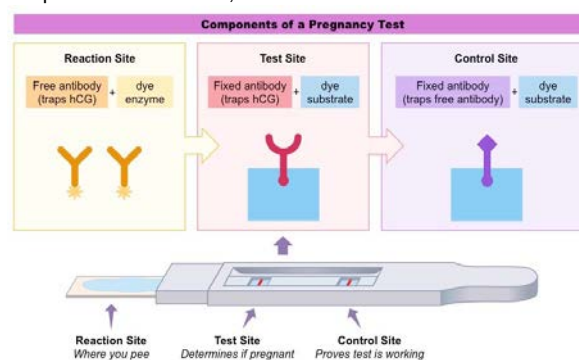 Components of a Pregnancy Test
Reaction Site
Free antibody
(traps hCG)
+
dye
enzyme
Test Site
Fixed antibody
(traps hCG)
+
dye
substrate
Control Site
Fixed antibody
(traps free antibody)
+
dye
substrate
Reaction Site
Where you pee
Test Site
Determines if pregnant
Control Site
Proves test is working